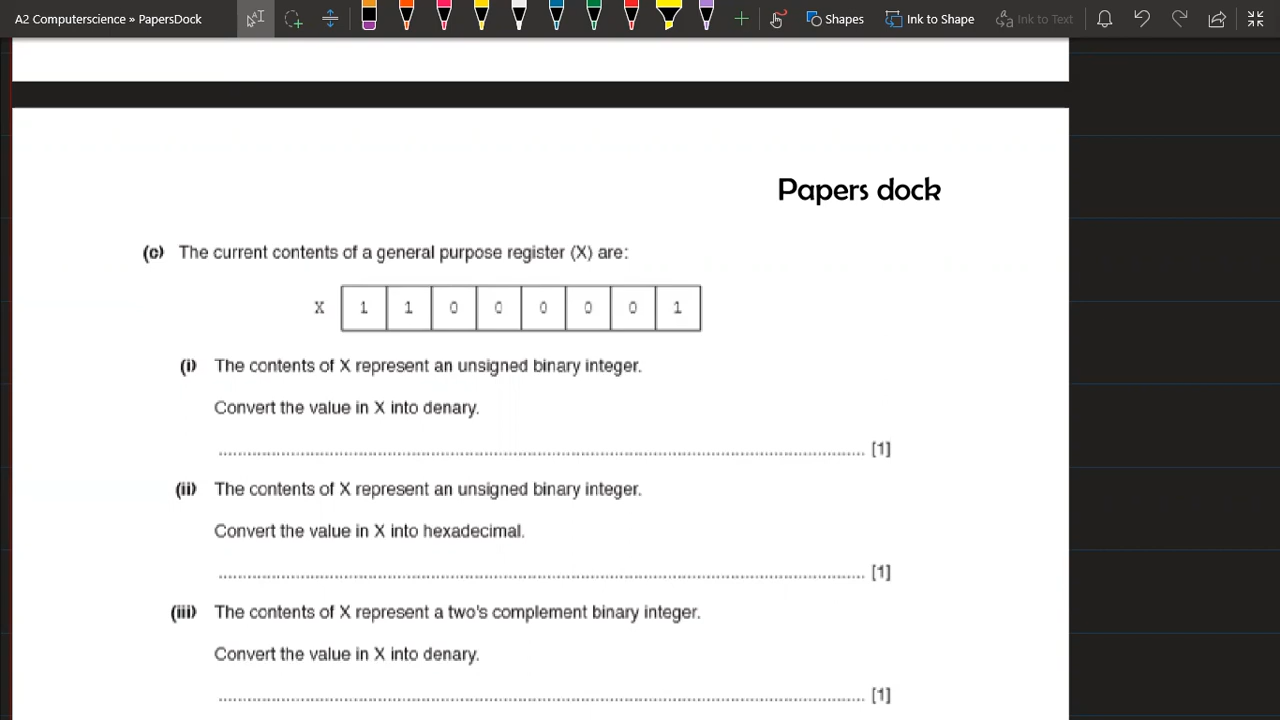 A2 Computerscience » PapersDock
Shapes
Ink to Shape
Ink to Text
Papers dock
(c) The current contents of a general purpose register (X) are:
X 1 1 0 0 0 0 0 1
(i) The contents of X represent an unsigned binary integer.
Convert the value in X into denary.
.................................................................................................................................. [1]
(ii) The contents of X represent an unsigned binary integer.
Convert the value in X into hexadecimal.
.................................................................................................................................. [1]
(iii) The contents of X represent a two's complement binary integer.
Convert the value in X into denary.
.................................................................................................................................. [1]